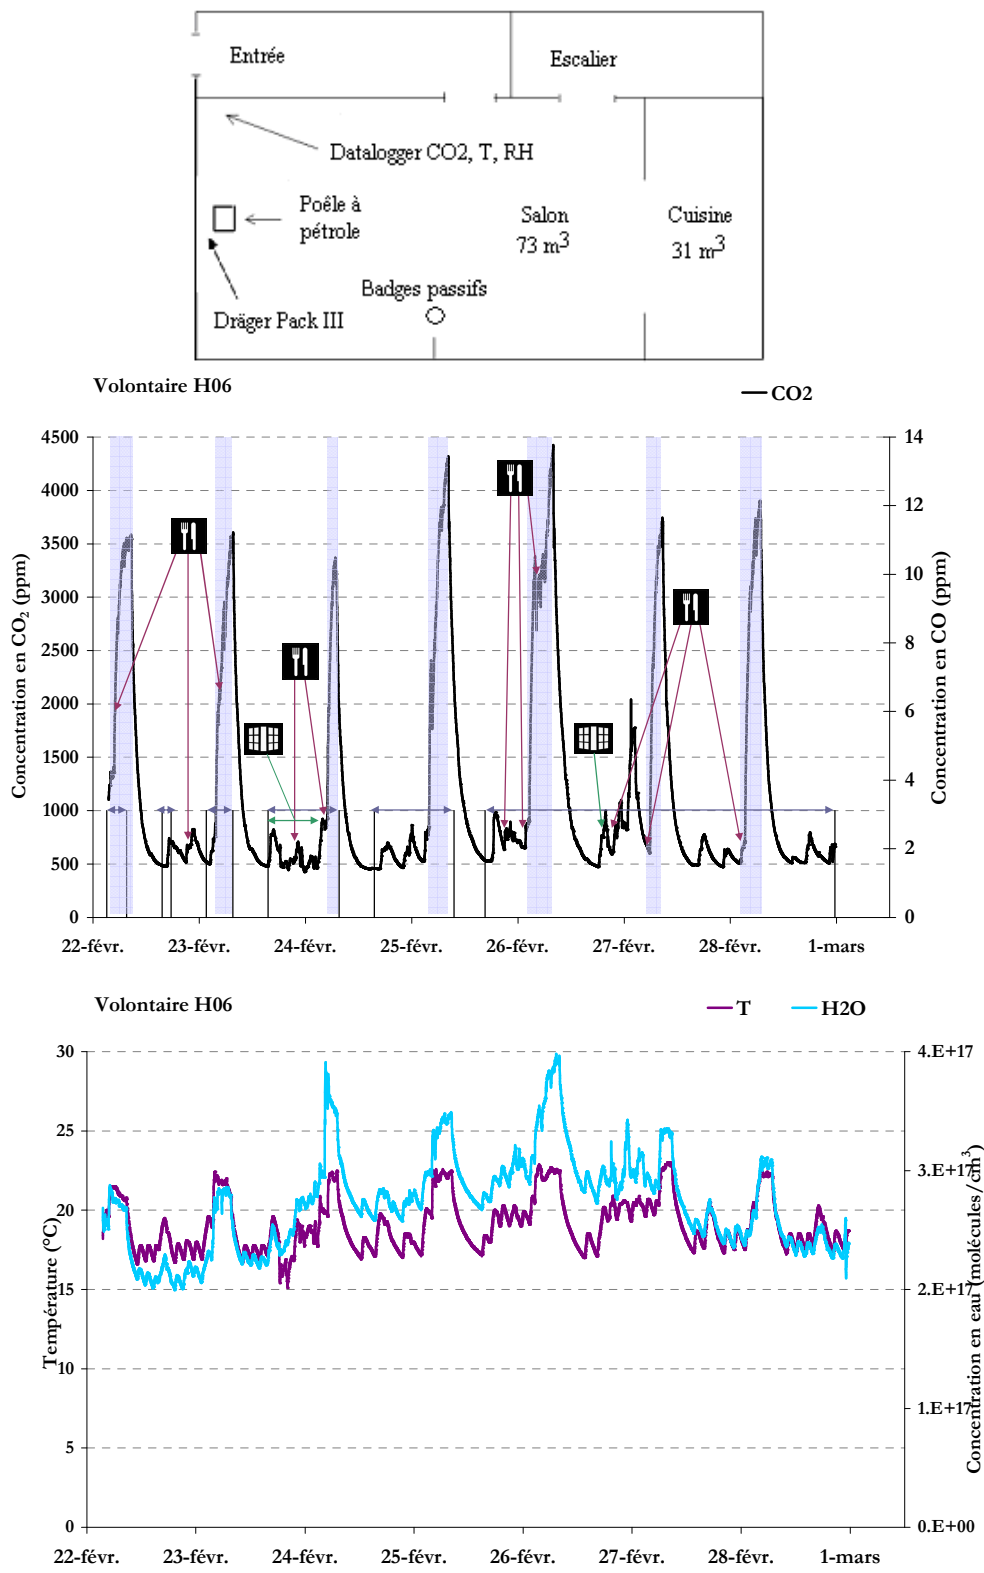 Entrée
Escalier
Datalogger CO2, T, RH
Poêle à
pétrole
Salon
73 m3
Cuisine
31 m3
Badges passifs
Dräger Pack III
Volontaire H06
CO2
4500
4000
3500
3000
2500
2000
1500
1000
500
0
Concentration en CO2 (ppm)
14
12
10
8
6
4
2
0
Concentration en CO (ppm)
22-févr.
23-févr.
24-févr.
25-févr.
26-févr.
27-févr.
28-févr.
1-mars
Volontaire H06
T
H2O
30
25
20
15
10
5
0
Température (°C)
4.E+17
3.E+17
2.E+17
1.E+17
0.E+00
Concentration en eau (molécules/cm3)
22-févr.
23-févr.
24-févr.
25-févr.
26-févr.
27-févr.
28-févr.
1-mars